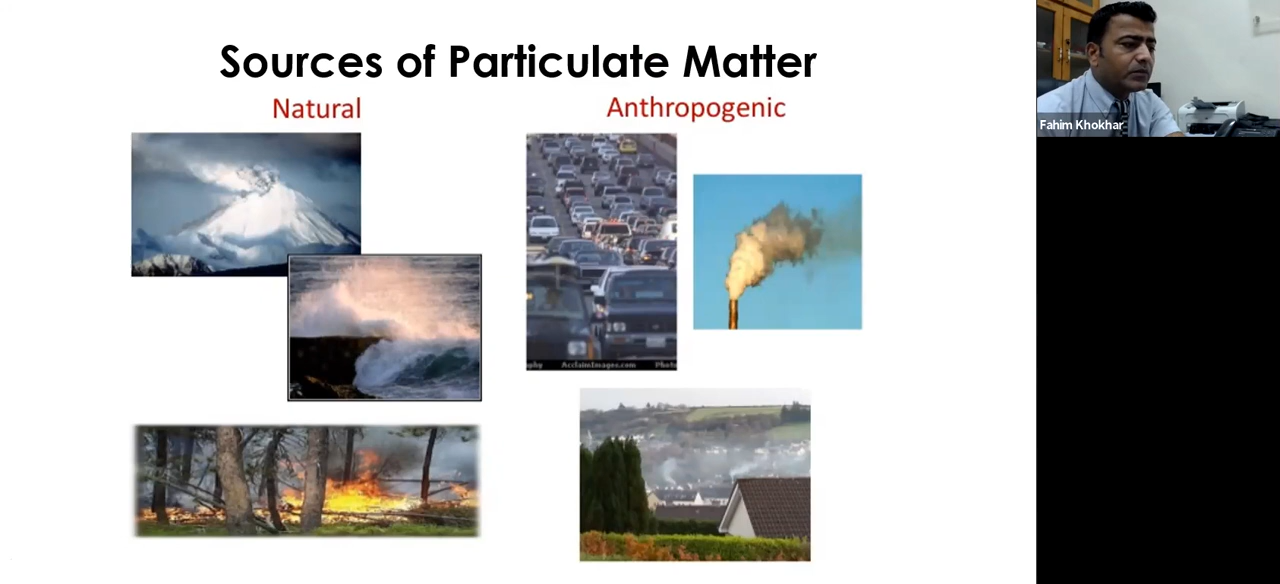 Sources of Particulate Matter
Natural
Anthropogenic
Fahim Khokhar
AcclaimImages.com